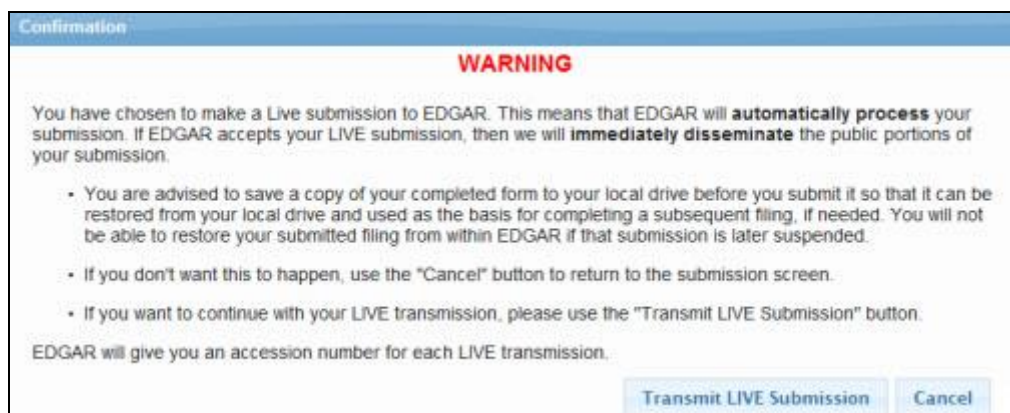 Confirmation
WARNING
You have chosen to make a Live submission to EDGAR. This means that EDGAR will automatically process your
submission. If EDGAR accepts your LIVE submission, then we will immediately disseminate the public portions of
your submission.
• You are advised to save a copy of your completed form to your local drive before you submit it so that it can be
restored from your local drive and used as the basis for completing a subsequent filing, if needed. You will not
be able to restore your submitted filing from within EDGAR if that submission is later suspended.
• If you don't want this to happen, use the "Cancel" button to return to the submission screen.
• If you want to continue with your LIVE transmission, please use the "Transmit LIVE Submission" button.
EDGAR will give you an accession number for each LIVE transmission.
Transmit LIVE Submission Cancel